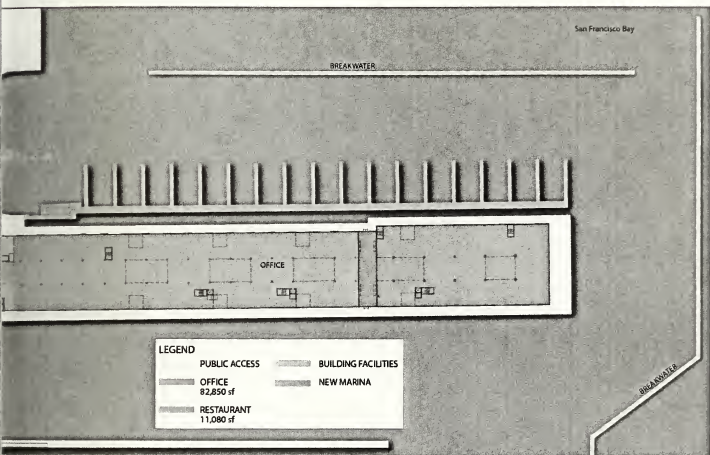 San Francisco Bay
BREAKWATER
OFFICE
LEGEND
PUBLIC ACCESS
BUILDING FACILITIES
OFFICE
82,850 sf
NEW MARINA
RESTAURANT
11,080 sf
BREAKWATER